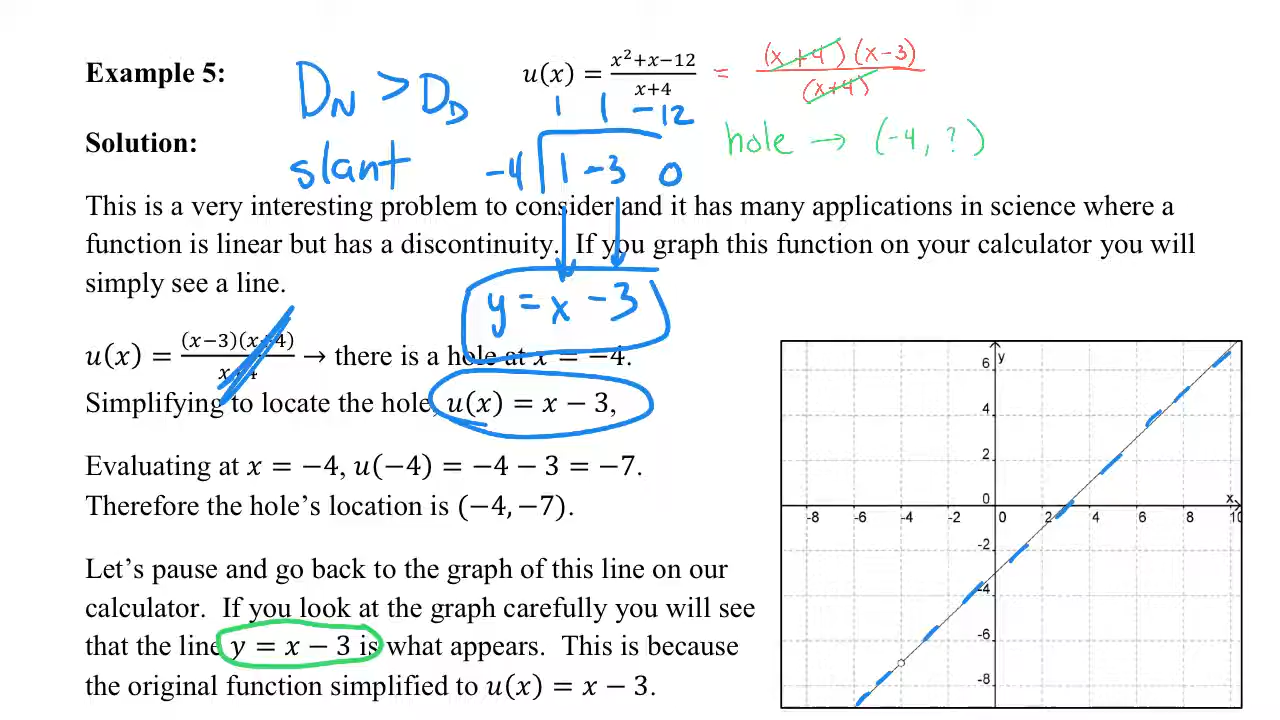 Example 5: D_N > D_D u(x) = (x²+x−12)/(x+4) = (x+4)(x-3)/(x+4)
1 1 -12
Solution: hole → (-4, ?)
slant -4 1 -3 0
This is a very interesting problem to consider and it has many applications in science where a
function is linear but has a discontinuity. If you graph this function on your calculator you will
simply see a line.
y = x - 3
u(x) = (x−3)(x+4)/(x+4) → there is a hole at x = −4.
Simplifying to locate the hole, u(x) = x − 3,
Evaluating at x = −4, u(−4) = −4 − 3 = −7.
Therefore the hole's location is (−4, −7).
Let's pause and go back to the graph of this line on our
calculator. If you look at the graph carefully you will see
that the line y = x − 3 is what appears. This is because
the original function simplified to u(x) = x − 3.
y
6
4
2
0
x
-8 -6 -4 -2 0 2 4 6 8 10
-2
-4
-6
-8